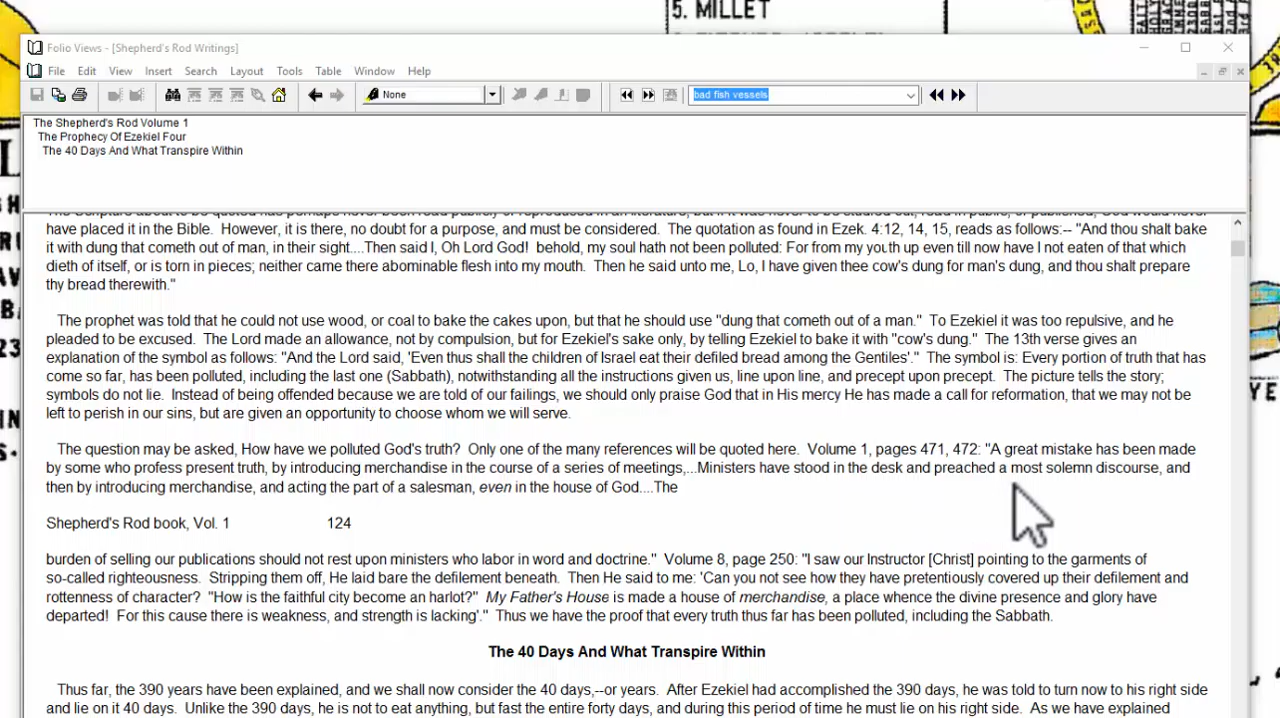 5. MILLET
Folio Views - [Shepherd's Rod Writings]
File Edit View Insert Search Layout Tools Table Window Help
None
bad fish vessels
The Shepherd's Rod Volume 1
The Prophecy Of Ezekiel Four
The 40 Days And What Transpire Within
have placed it in the Bible.  However, it is there, no doubt for a purpose, and must be considered.  The quotation as found in Ezek. 4:12, 14, 15, reads as follows:-- "And thou shalt bake
it with dung that cometh out of man, in their sight....Then said I, Oh Lord God!  behold, my soul hath not been polluted: For from my youth up even till now have I not eaten of that which
dieth of itself, or is torn in pieces; neither came there abominable flesh into my mouth.  Then he said unto me, Lo, I have given thee cow's dung for man's dung, and thou shalt prepare
thy bread therewith."
The prophet was told that he could not use wood, or coal to bake the cakes upon, but that he should use "dung that cometh out of a man."  To Ezekiel it was too repulsive, and he
pleaded to be excused.  The Lord made an allowance, not by compulsion, but for Ezekiel's sake only, by telling Ezekiel to bake it with "cow's dung."  The 13th verse gives an
explanation of the symbol as follows: "And the Lord said, 'Even thus shall the children of Israel eat their defiled bread among the Gentiles'."  The symbol is: Every portion of truth that has
come so far, has been polluted, including the last one (Sabbath), notwithstanding all the instructions given us, line upon line, and precept upon precept.  The picture tells the story;
symbols do not lie.  Instead of being offended because we are told of our failings, we should only praise God that in His mercy He has made a call for reformation, that we may not be
left to perish in our sins, but are given an opportunity to choose whom we will serve.
The question may be asked, How have we polluted God's truth?  Only one of the many references will be quoted here.  Volume 1, pages 471, 472: "A great mistake has been made
by some who profess present truth, by introducing merchandise in the course of a series of meetings,...Ministers have stood in the desk and preached a most solemn discourse, and
then by introducing merchandise, and acting the part of a salesman, even in the house of God....The
Shepherd's Rod book, Vol. 1 124
burden of selling our publications should not rest upon ministers who labor in word and doctrine."  Volume 8, page 250: "I saw our Instructor [Christ] pointing to the garments of
so-called righteousness.  Stripping them off, He laid bare the defilement beneath.  Then He said to me: 'Can you not see how they have pretentiously covered up their defilement and
rottenness of character?  "How is the faithful city become an harlot?"  My Father's House is made a house of merchandise, a place whence the divine presence and glory have
departed!  For this cause there is weakness, and strength is lacking'."  Thus we have the proof that every truth thus far has been polluted, including the Sabbath.
The 40 Days And What Transpire Within
Thus far, the 390 years have been explained, and we shall now consider the 40 days,--or years.  After Ezekiel had accomplished the 390 days, he was told to turn now to his right side
and lie on it 40 days.  Unlike the 390 days, he is not to eat anything, but fast the entire forty days, and during this period of time he must lie on his right side.  As we have explained